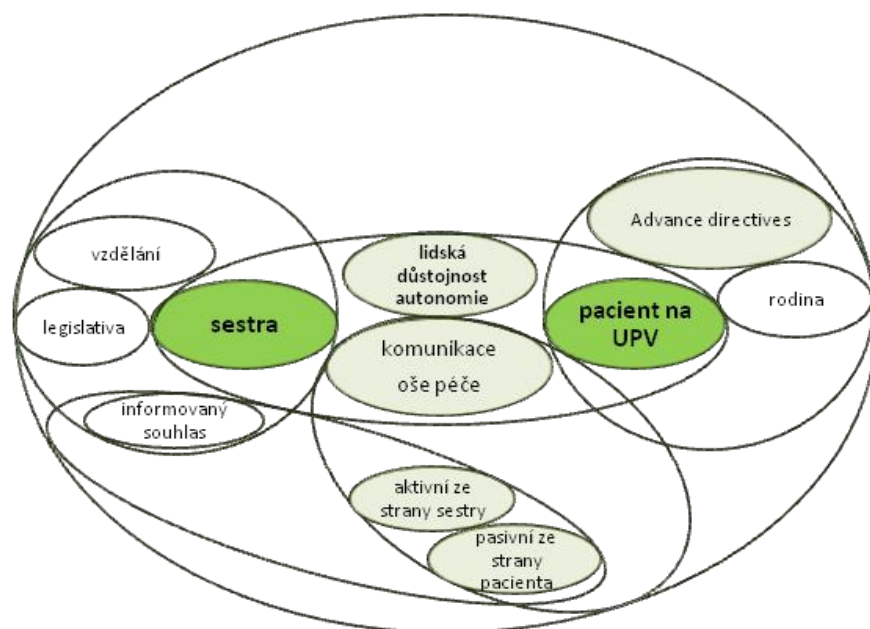 Advance directives
vzdělání
lidská
důstojnost
autonomie
legislativa
sestra
pacient na
UPV
rodina
komunikace
oše péče
informovaný
souhlas
aktivní ze
strany sestry
pasivní ze
strany
pacienta